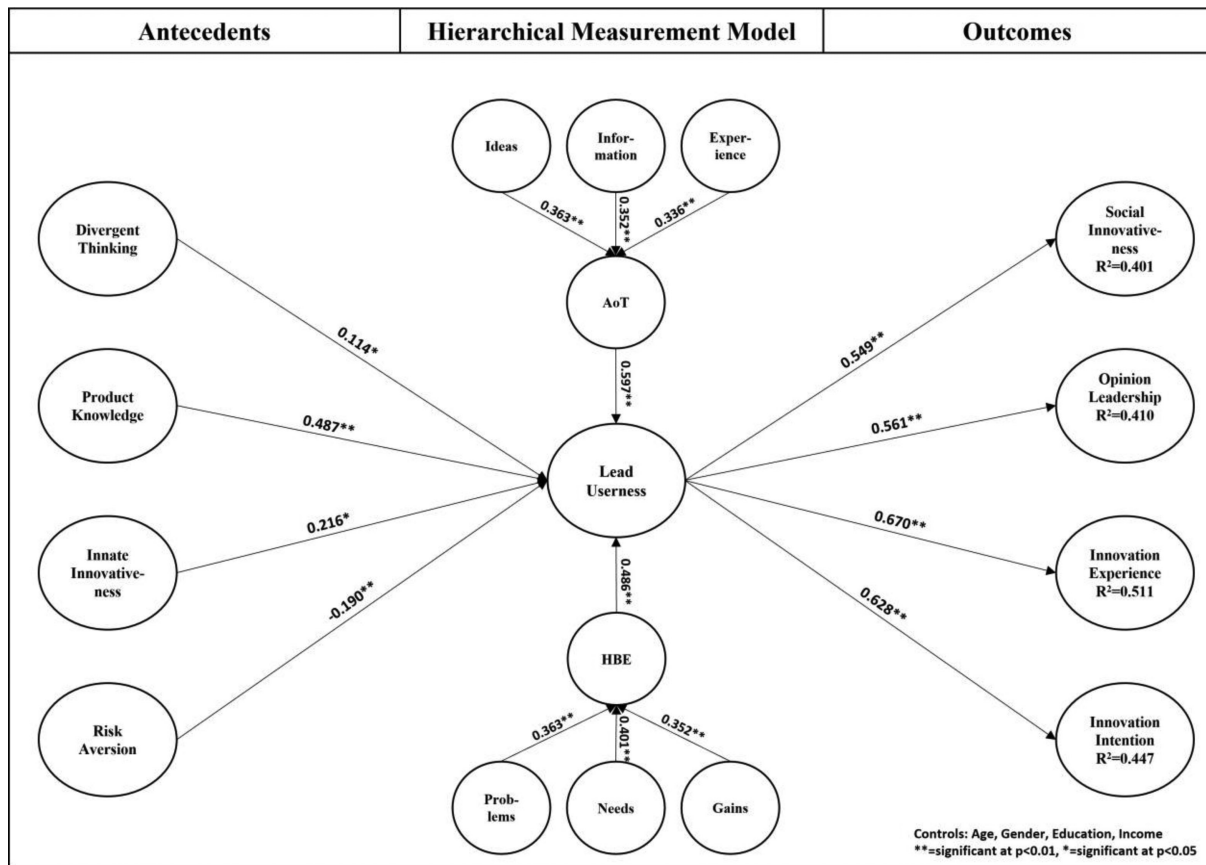 Antecedents
Hierarchical Measurement Model
Outcomes
Ideas
Infor-
mation
Exper-
ience
0.363**
0.352**
0.336**
AoT
0.597**
Divergent
Thinking
0.114*
Product
Knowledge
0.487**
Innate
Innovative-
ness
0.216*
Risk
Aversion
-0.190**
Lead
Userness
0.486**
HBE
0.363**
0.401**
0.352**
Prob-
lems
Needs
Gains
0.549**
Social
Innovative-
ness
R²=0.401
0.561**
Opinion
Leadership
R²=0.410
0.670**
Innovation
Experience
R²=0.511
0.628**
Innovation
Intention
R²=0.447
Controls: Age, Gender, Education, Income
**=significant at p<0.01, *=significant at p<0.05